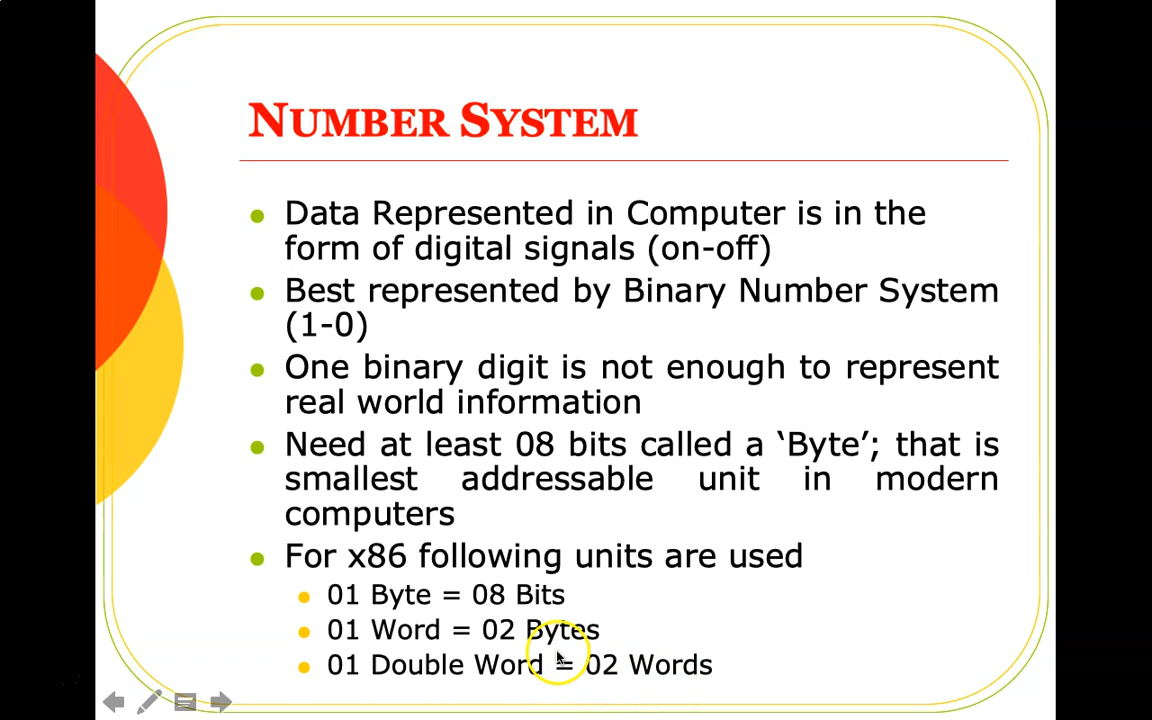 NUMBER SYSTEM
Data Represented in Computer is in the
form of digital signals (on-off)
Best represented by Binary Number System
(1-0)
One binary digit is not enough to represent
real world information
Need at least 08 bits called a ‘Byte’; that is
smallest addressable unit in modern
computers
For x86 following units are used
01 Byte = 08 Bits
01 Word = 02 Bytes
01 Double Word = 02 Words